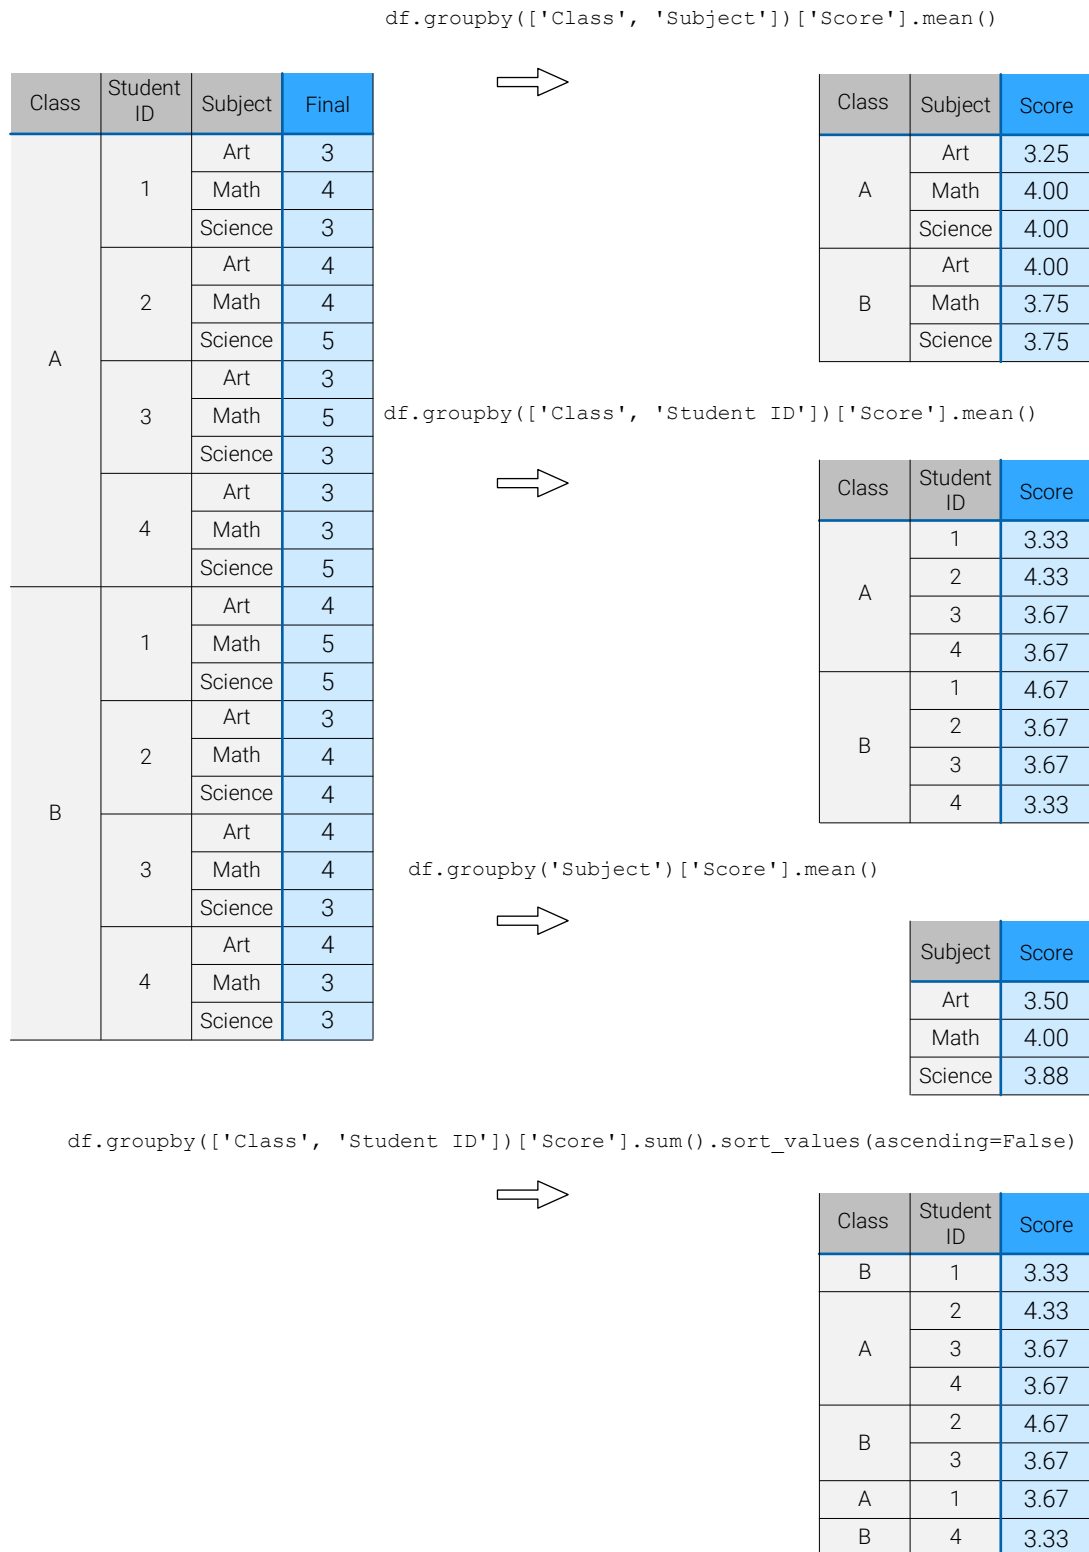 df.groupby(['Class', 'Subject'])['Score'].mean()
Class Student ID Subject Final
A 1 Art 3
Math 4
Science 3
2 Art 4
Math 4
Science 5
3 Art 3
Math 5
Science 3
4 Art 3
Math 3
Science 5
B 1 Art 4
Math 5
Science 5
2 Art 3
Math 4
Science 4
3 Art 4
Math 4
Science 3
4 Art 4
Math 3
Science 3
Class Subject Score
A Art 3.25
Math 4.00
Science 4.00
B Art 4.00
Math 3.75
Science 3.75
df.groupby(['Class', 'Student ID'])['Score'].mean()
Class Student ID Score
A 1 3.33
2 4.33
3 3.67
4 3.67
B 1 4.67
2 3.67
3 3.67
4 3.33
df.groupby('Subject')['Score'].mean()
Subject Score
Art 3.50
Math 4.00
Science 3.88
df.groupby(['Class', 'Student ID'])['Score'].sum().sort_values(ascending=False)
Class Student ID Score
B 1 3.33
A 2 4.33
3 3.67
4 3.67
B 2 4.67
3 3.67
A 1 3.67
B 4 3.33